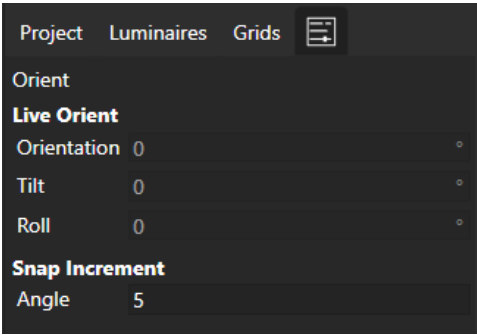 Project Luminaires Grids
Orient
Live Orient
Orientation 0 °
Tilt 0 °
Roll 0 °
Snap Increment
Angle 5